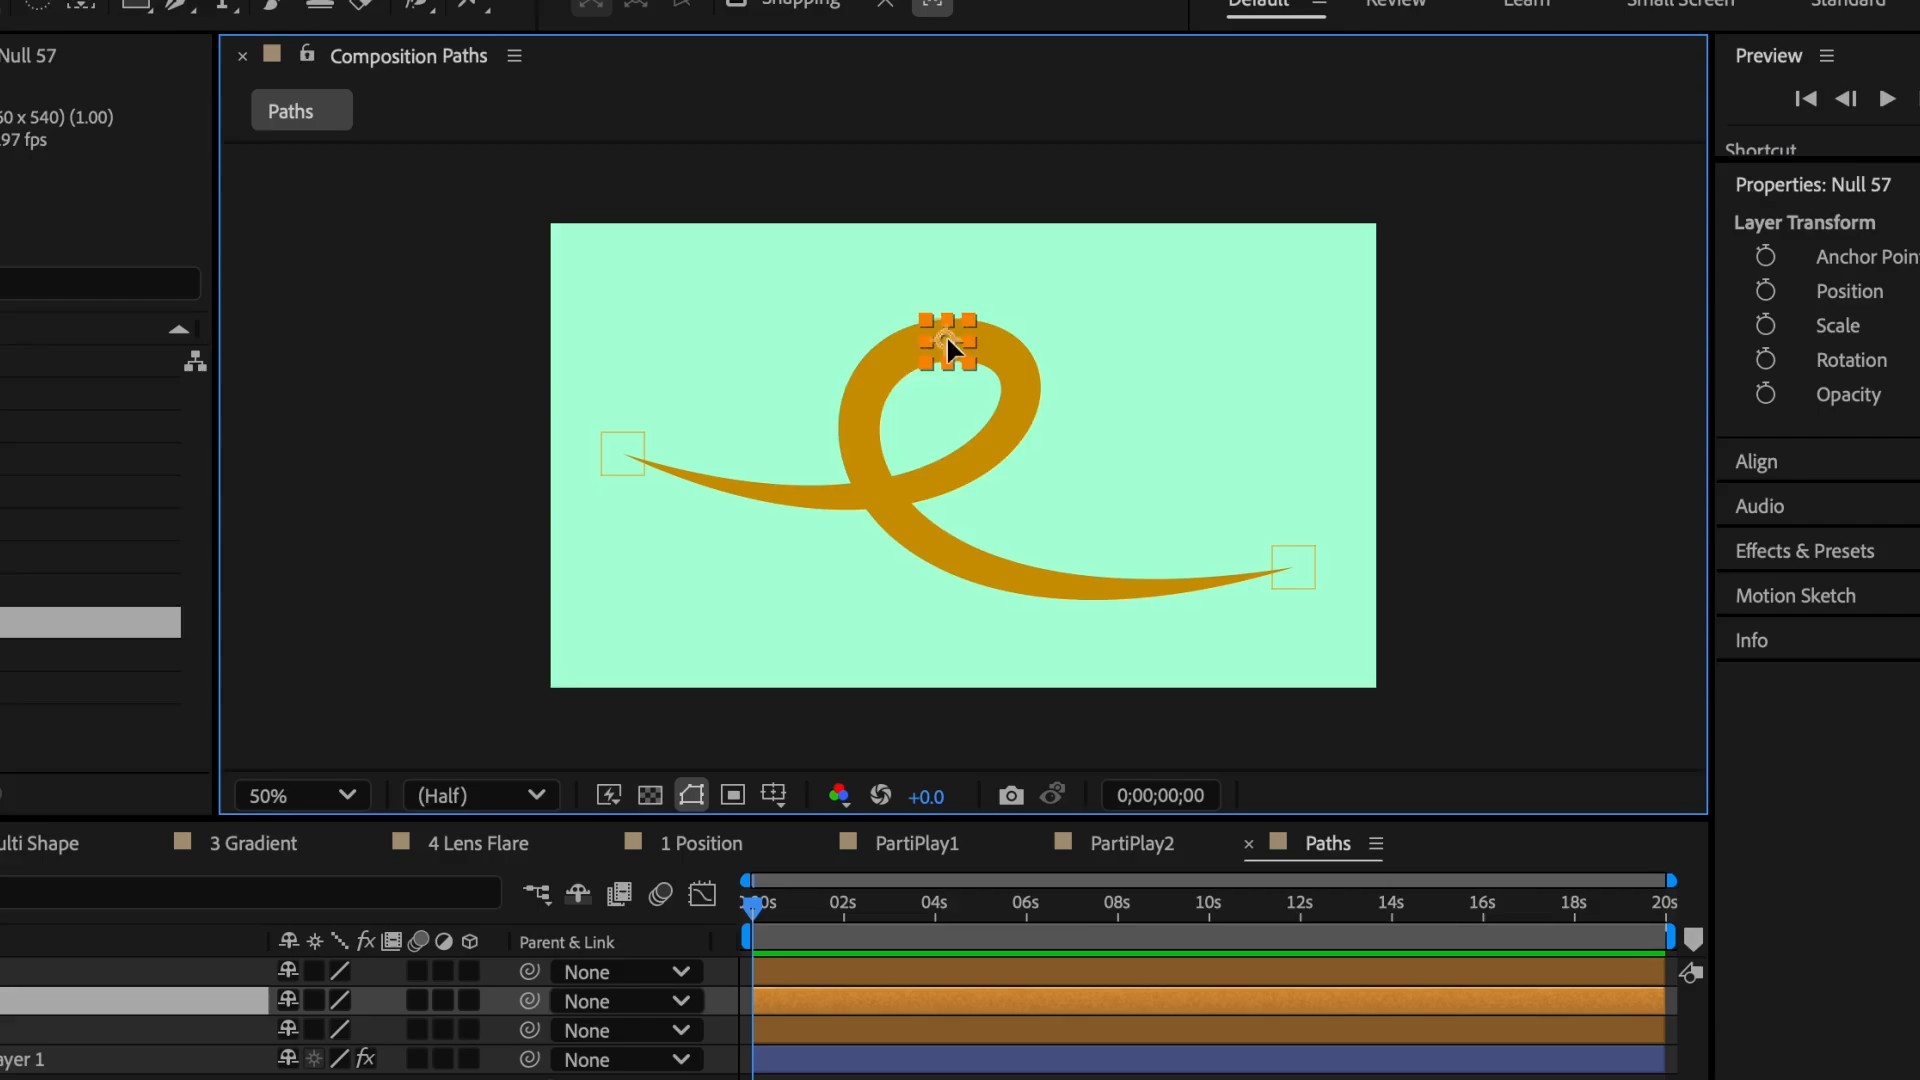 Snapping
Default
Review
Learn
Small Screen
Standard
Null 57
60 x 540) (1.00)
97 fps
Composition Paths
Paths
Preview
Shortcut
Properties: Null 57
Layer Transform
Anchor Poin
Position
Scale
Rotation
Opacity
Align
Audio
Effects & Presets
Motion Sketch
Info
50%
(Half)
+0.0
0;00;00;00
ulti Shape
3 Gradient
4 Lens Flare
1 Position
PartiPlay1
PartiPlay2
Paths
00s
02s
04s
06s
08s
10s
12s
14s
16s
18s
20s
fx
Parent & Link
None
None
None
ayer 1
fx
None